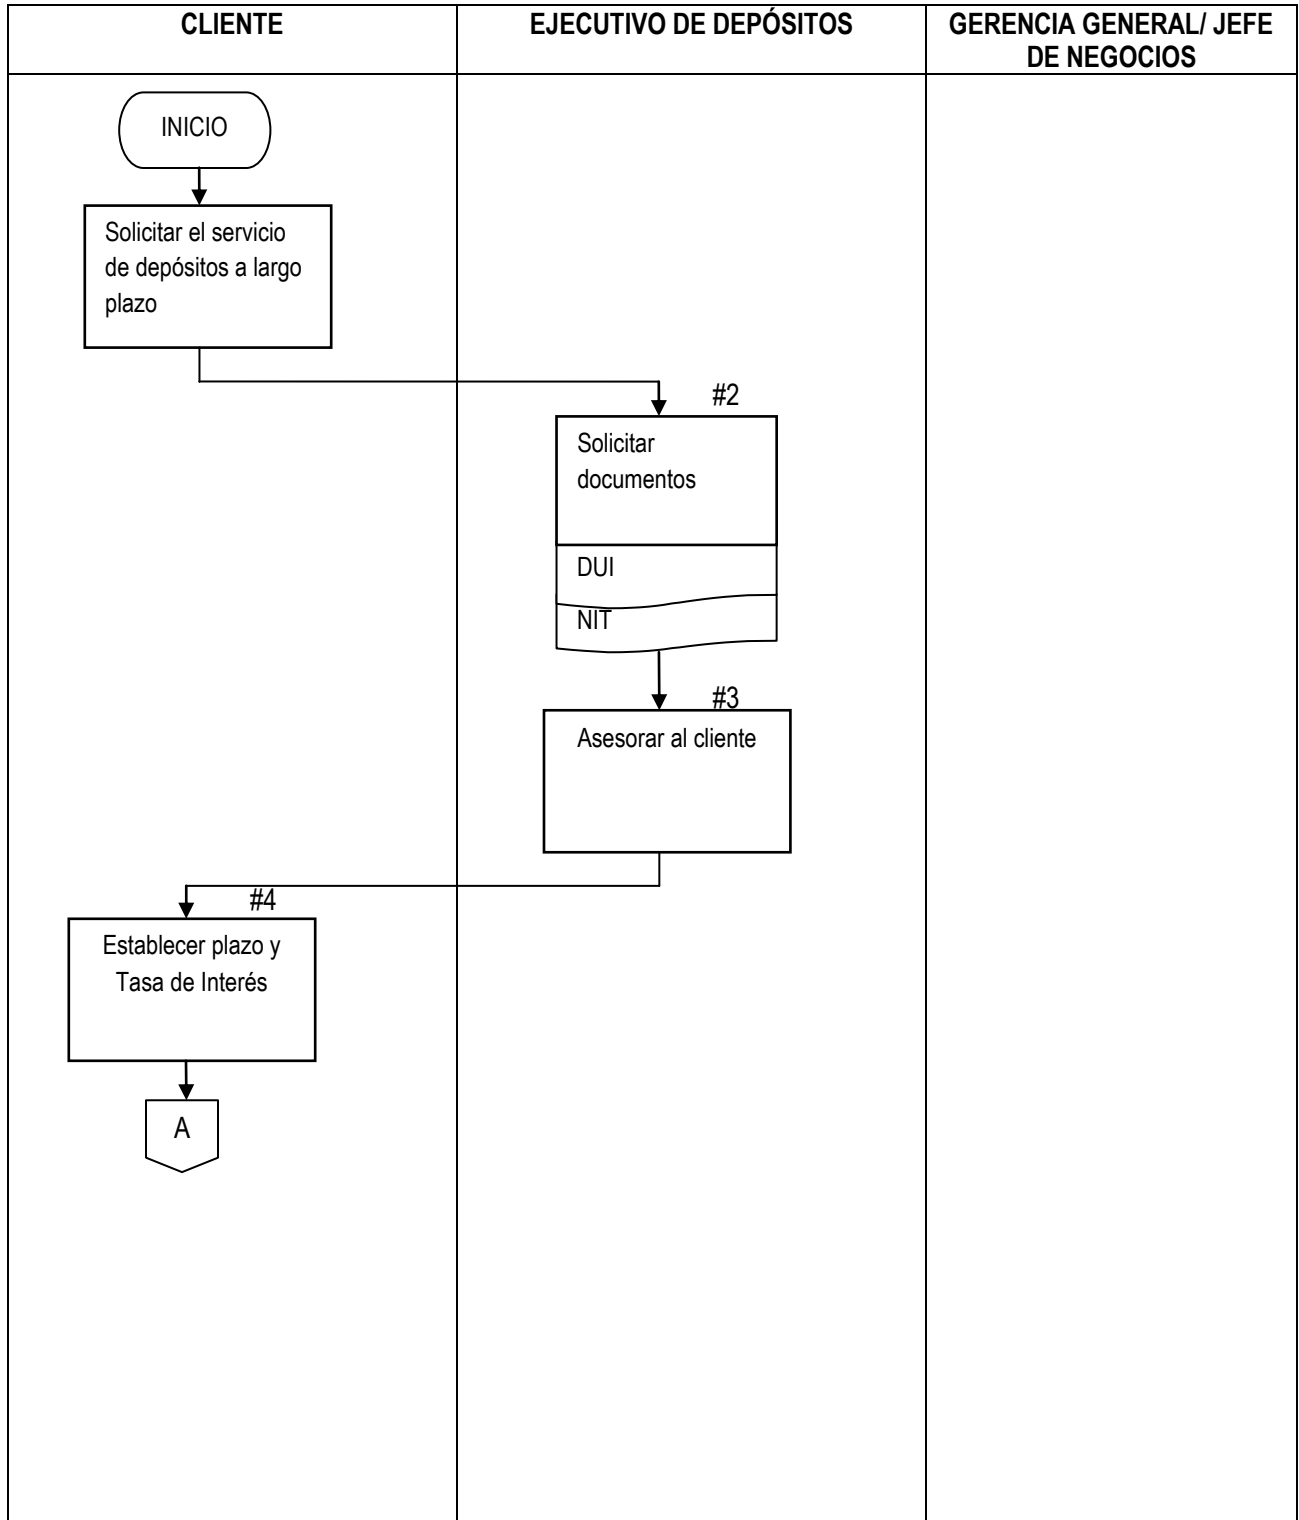 CLIENTE
EJECUTIVO DE DEPÓSITOS
GERENCIA GENERAL/ JEFE
DE NEGOCIOS
INICIO
Solicitar el servicio
de depósitos a largo
plazo
#2
Solicitar
documentos
DUI
NIT
#3
Asesorar al cliente
#4
Establecer plazo y
Tasa de Interés
A